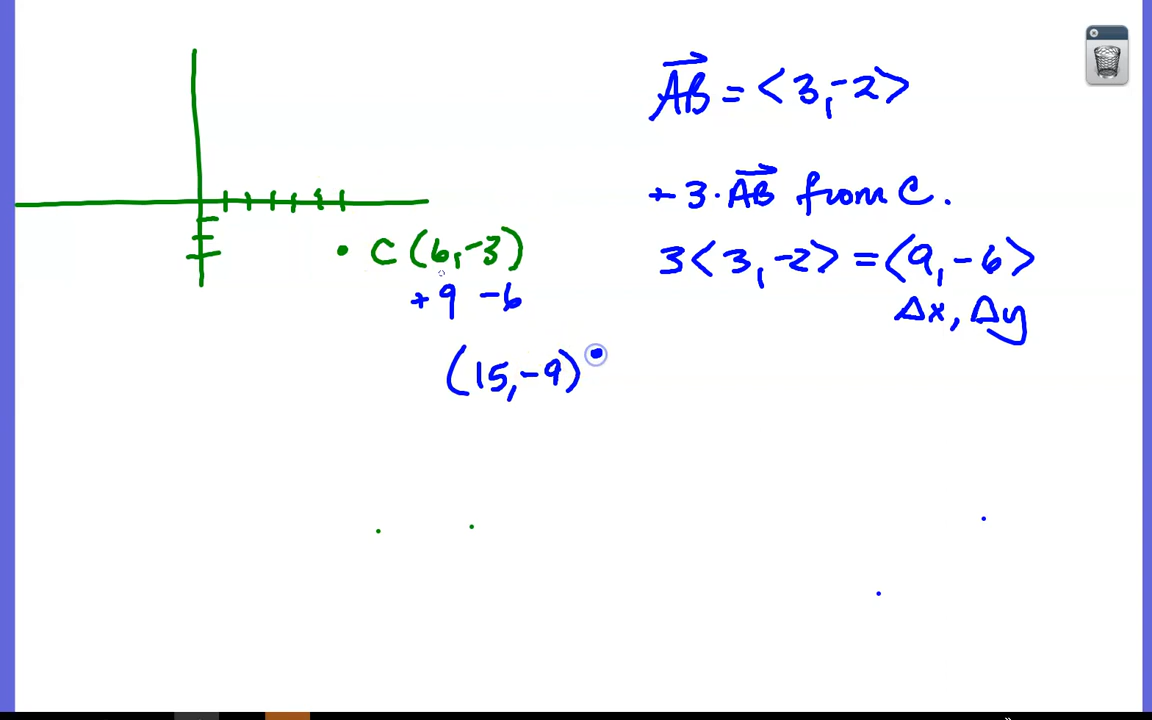 AB = <3, -2>
+ 3 · AB from C.
C (6, -3)
+9 -6
3<3, -2> = <9, -6>
Δx, Δy
(15, -9)